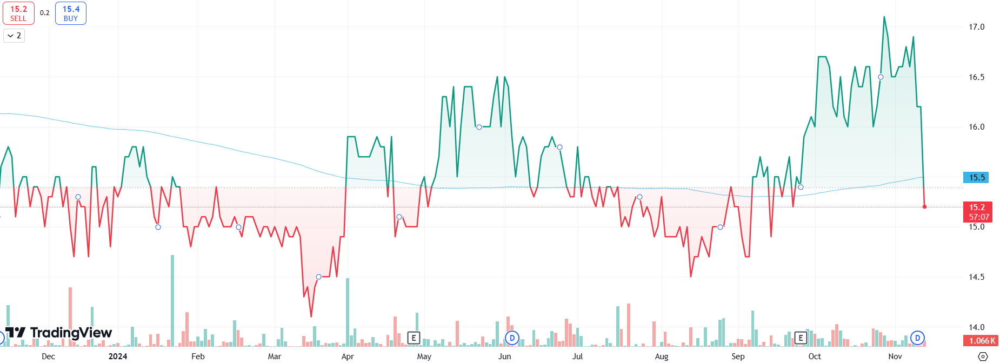 15.2
SELL
0.2
15.4
BUY
2
17.0
16.5
16.0
15.5
15.2
57:07
15.0
14.5
14.0
1.066 K
E
D
E
D
TradingView
Dec
2024
Feb
Mar
Apr
May
Jun
Jul
Aug
Sep
Oct
Nov